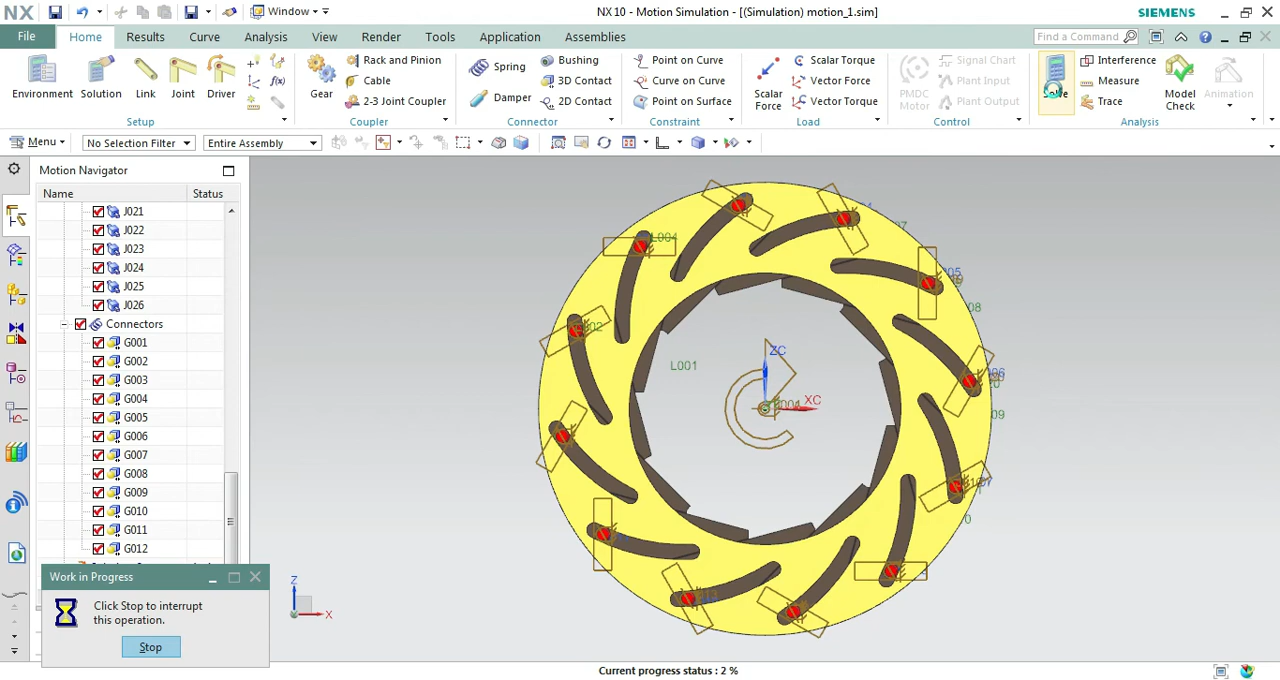 NX
Window
NX 10 - Motion Simulation - [(Simulation) motion_1.sim]
SIEMENS
File
Home
Results
Curve
Analysis
View
Render
Tools
Application
Assemblies
Find a Command
Environment
Solution
Link
Joint
Driver
f(x)
Setup
Gear
Rack and Pinion
Cable
2-3 Joint Coupler
Coupler
Spring
Damper
Bushing
3D Contact
2D Contact
Connector
Point on Curve
Curve on Curve
Point on Surface
Constraint
Scalar Force
Scalar Torque
Vector Force
Vector Torque
Load
PMDC Motor
Signal Chart
Plant Input
Plant Output
Control
Solve
Interference
Measure
Trace
Model Check
Animation
Analysis
Menu
No Selection Filter
Entire Assembly
Motion Navigator
Name
Status
J021
J022
J023
J024
J025
J026
Connectors
G001
G002
G003
G004
G005
G006
G007
G008
G009
G010
G011
G012
L004
L001
ZC
XC
Z
X
Work in Progress
Click Stop to interrupt
this operation.
Stop
Current progress status : 2 %